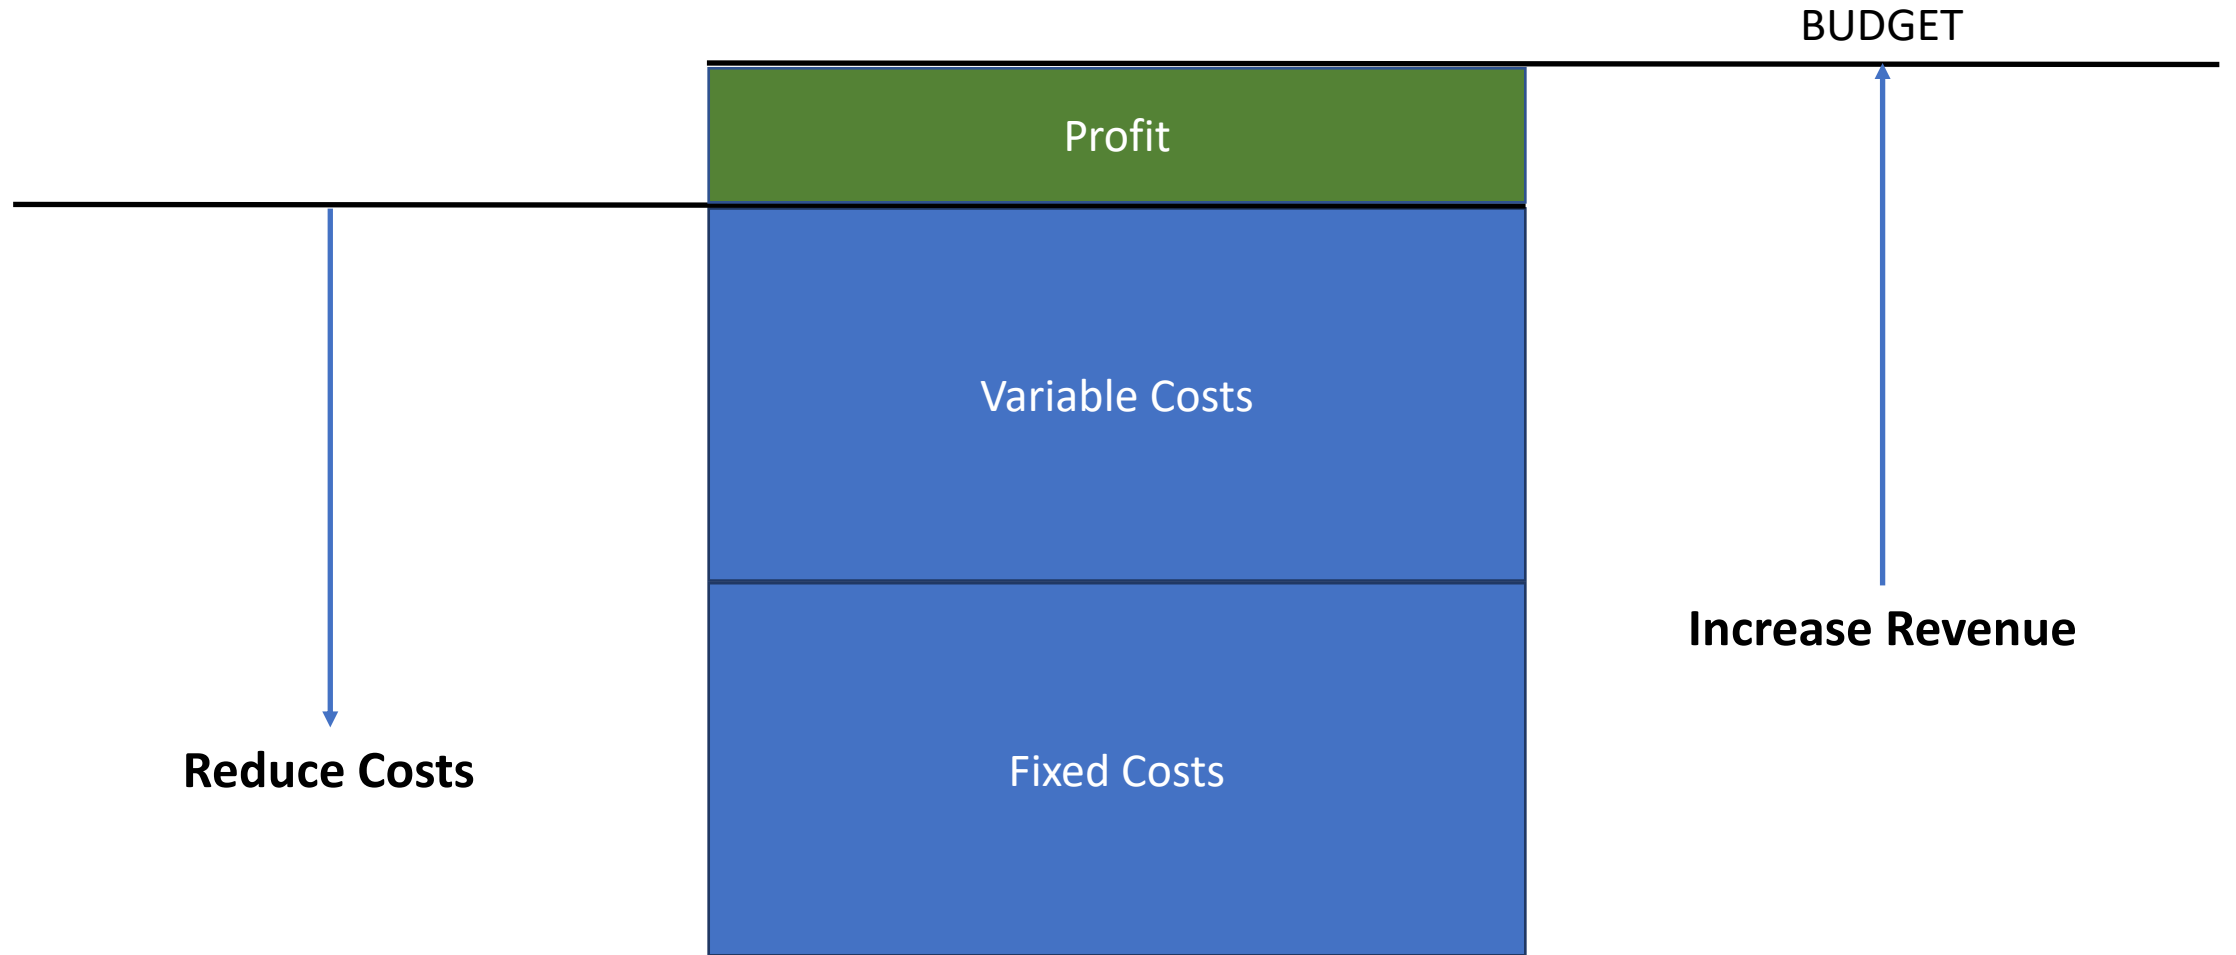 BUDGET
Profit
Variable Costs
Increase Revenue
Reduce Costs
Fixed Costs